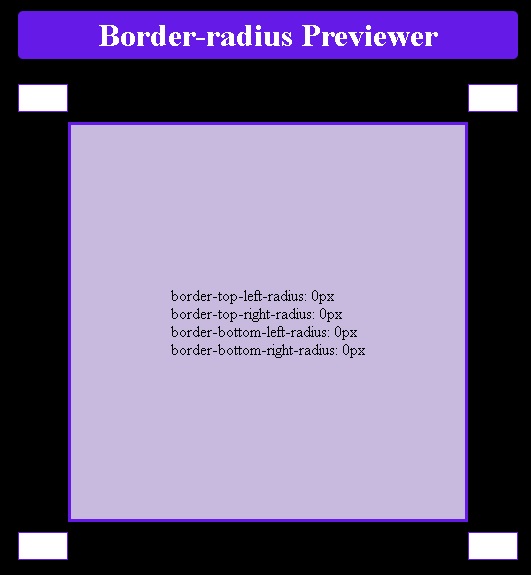 Border-radius Previewer
border-top-left-radius: 0px
border-top-right-radius: 0px
border-bottom-left-radius: 0px
border-bottom-right-radius: 0px